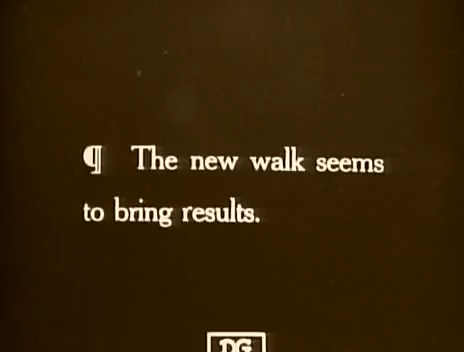 ¶ The new walk seems
to bring results.
DG